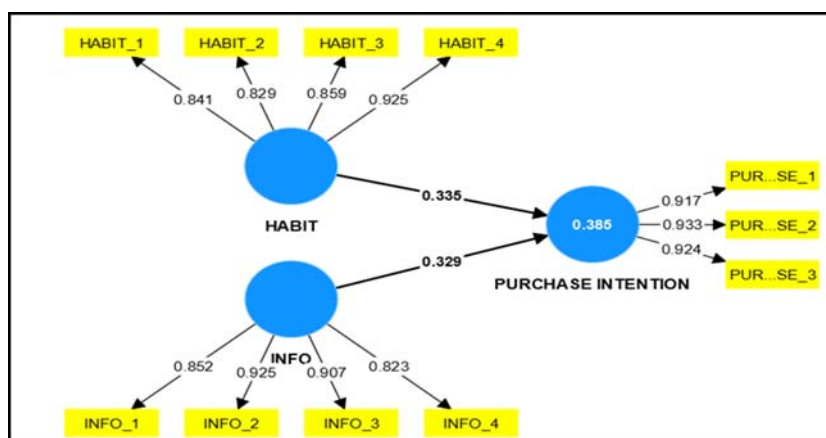 HABIT_1 HABIT_2 HABIT_3 HABIT_4
0.841 0.829 0.859 0.925
HABIT
0.335
0.385
PURCHASE INTENTION
0.917
0.933
0.924
PUR...SE_1
PUR...SE_2
PUR...SE_3
0.329
INFO
0.852 0.925 0.907 0.823
INFO_1 INFO_2 INFO_3 INFO_4